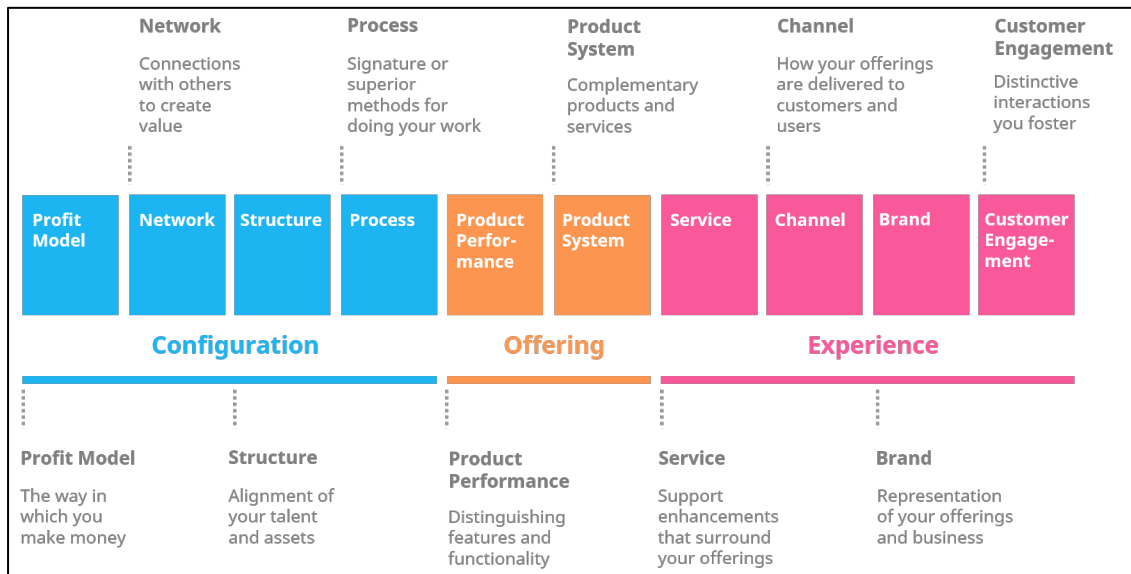 Network
Connections
with others
to create
value
Process
Signature or
superior
methods for
doing your work
Product
System
Complementary
products and
services
Channel
How your offerings
are delivered to
customers and
users
Customer
Engagement
Distinctive
interactions
you foster
Profit
Model
Network
Structure
Process
Product
Perfor-
mance
Product
System
Service
Channel
Brand
Customer
Engage-
ment
Configuration
Offering
Experience
Profit Model
The way in
which you
make money
Structure
Alignment of
your talent
and assets
Product
Performance
Distinguishing
features and
functionality
Service
Support
enhancements
that surround
your offerings
Brand
Representation
of your offerings
and business